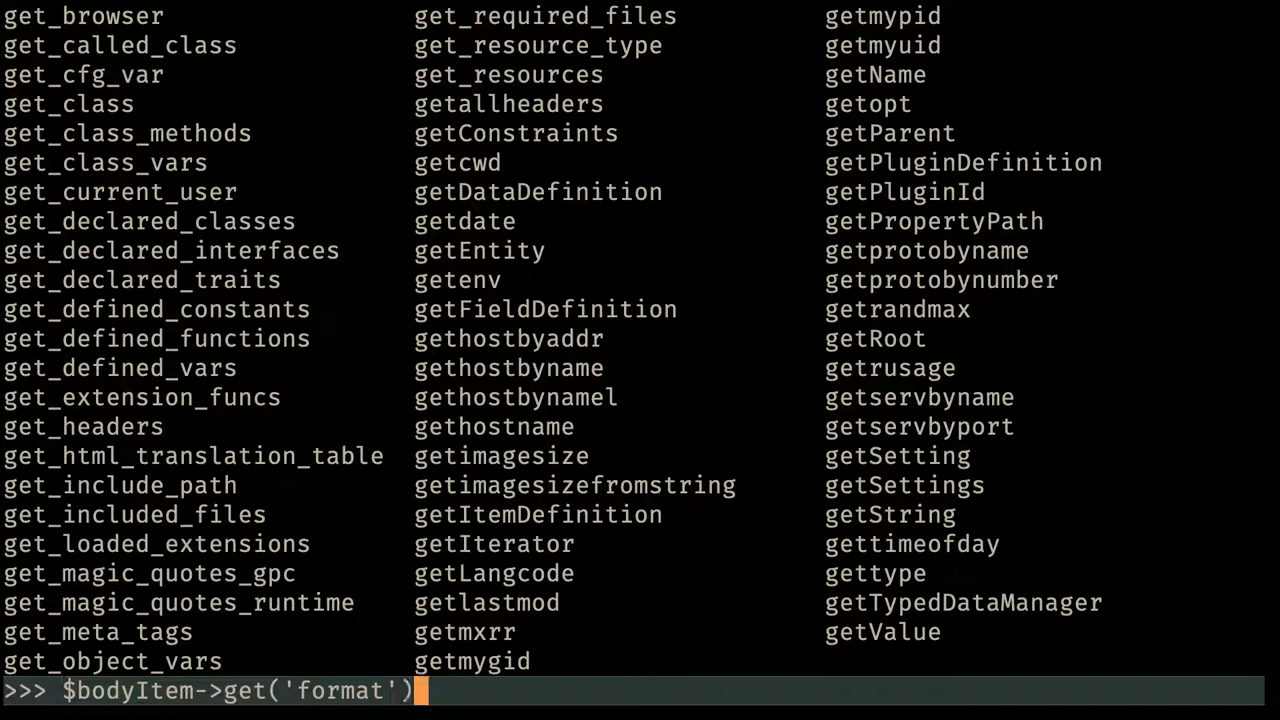 get_browser get_required_files getmypid
get_called_class get_resource_type getmyuid
get_cfg_var get_resources getName
get_class getallheaders getopt
get_class_methods getConstraints getParent
get_class_vars getcwd getPluginDefinition
get_current_user getDataDefinition getPluginId
get_declared_classes getdate getPropertyPath
get_declared_interfaces getEntity getprotobyname
get_declared_traits getenv getprotobynumber
get_defined_constants getFieldDefinition getrandmax
get_defined_functions gethostbyaddr getRoot
get_defined_vars gethostbyname getrusage
get_extension_funcs gethostbynamel getservbyname
get_headers gethostname getservbyport
get_html_translation_table getimagesize getSetting
get_include_path getimagesizefromstring getSettings
get_included_files getItemDefinition getString
get_loaded_extensions getIterator gettimeofday
get_magic_quotes_gpc getLangcode gettype
get_magic_quotes_runtime getlastmod getTypedDataManager
get_meta_tags getmxrr getValue
get_object_vars getmygid
>>> $bodyItem->get('format')